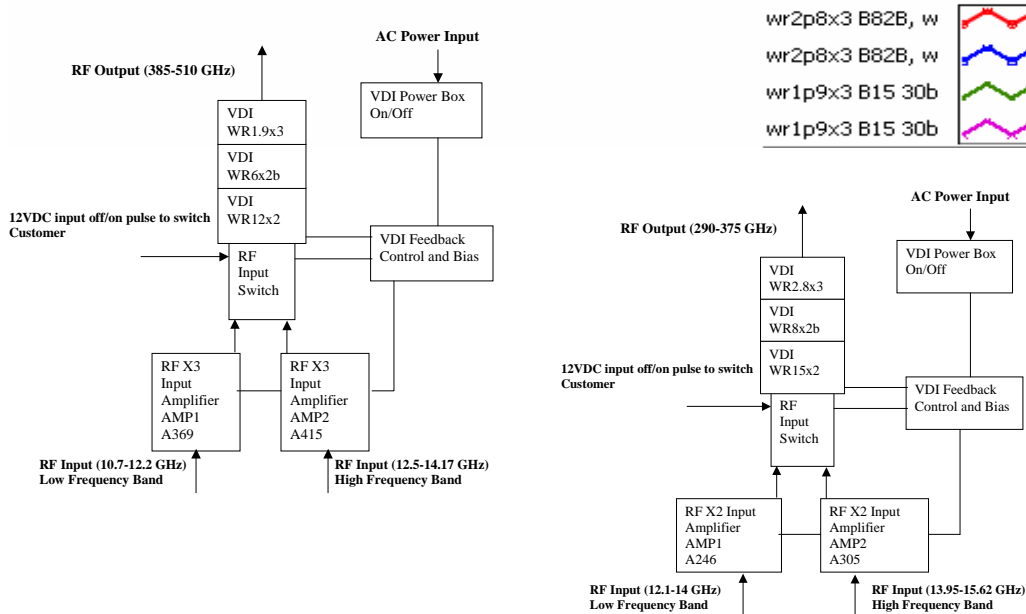 AC Power Input
RF Output (385-510 GHz)
VDI
WR1.9x3
VDI
WR6x2b
VDI
WR12x2
VDI Power Box
On/Off
12VDC input off/on pulse to switch
Customer
RF
Input
Switch
VDI Feedback
Control and Bias
RF X3
Input
Amplifier
AMP1
A369
RF X3
Input
Amplifier
AMP2
A415
RF Input (10.7-12.2 GHz)
Low Frequency Band
RF Input (12.5-14.17 GHz)
High Frequency Band
wr2p8x3 B82B, w
wr2p8x3 B82B, w
wr1p9x3 B15 30b
wr1p9x3 B15 30b
AC Power Input
RF Output (290-375 GHz)
VDI
WR2.8x3
VDI
WR8x2b
VDI
WR15x2
VDI Power Box
On/Off
12VDC input off/on pulse to switch
Customer
RF
Input
Switch
VDI Feedback
Control and Bias
RF X2 Input
Amplifier
AMP1
A246
RF X2 Input
Amplifier
AMP2
A305
RF Input (12.1-14 GHz)
Low Frequency Band
RF Input (13.95-15.62 GHz)
High Frequency Band